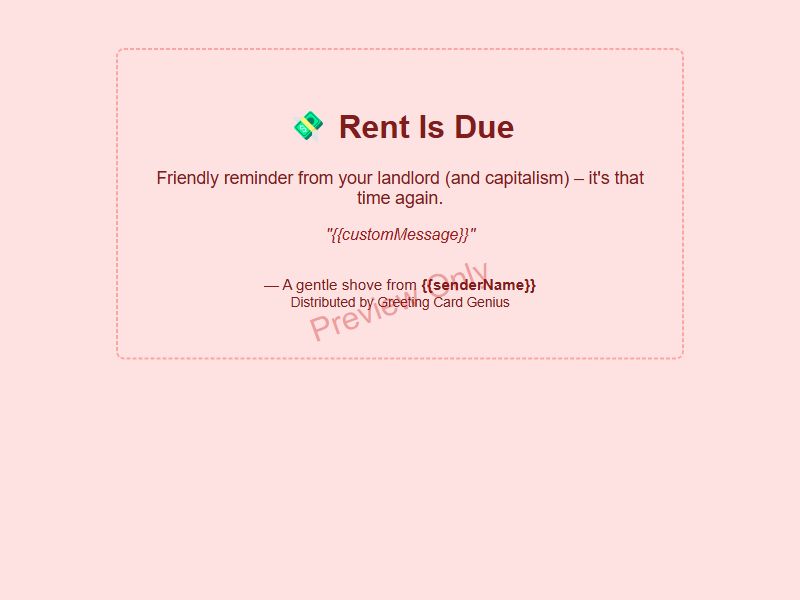 💸 Rent Is Due
Friendly reminder from your landlord (and capitalism) – it's that
time again.
"{{customMessage}}"
— A gentle shove from {{senderName}}
Distributed by Greeting Card Genius
Preview Only